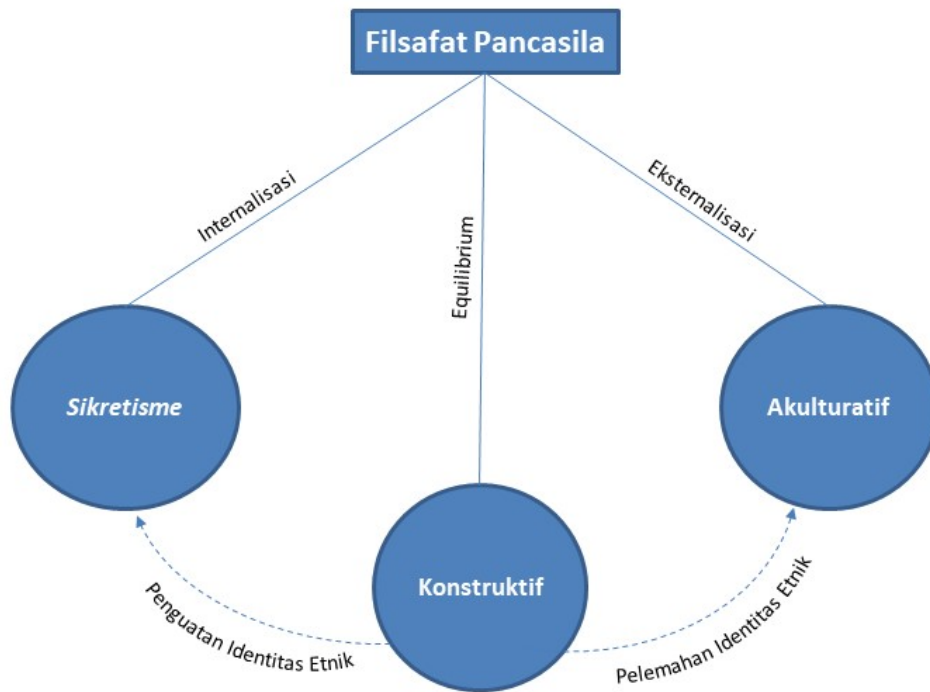 Filsafat Pancasila
Internalisasi
Equilibrium
Eksternalisasi
Sikretisme
Akulturatif
Konstruktif
Penguatan Identitas Etnik
Pelemahan Identitas Etnik